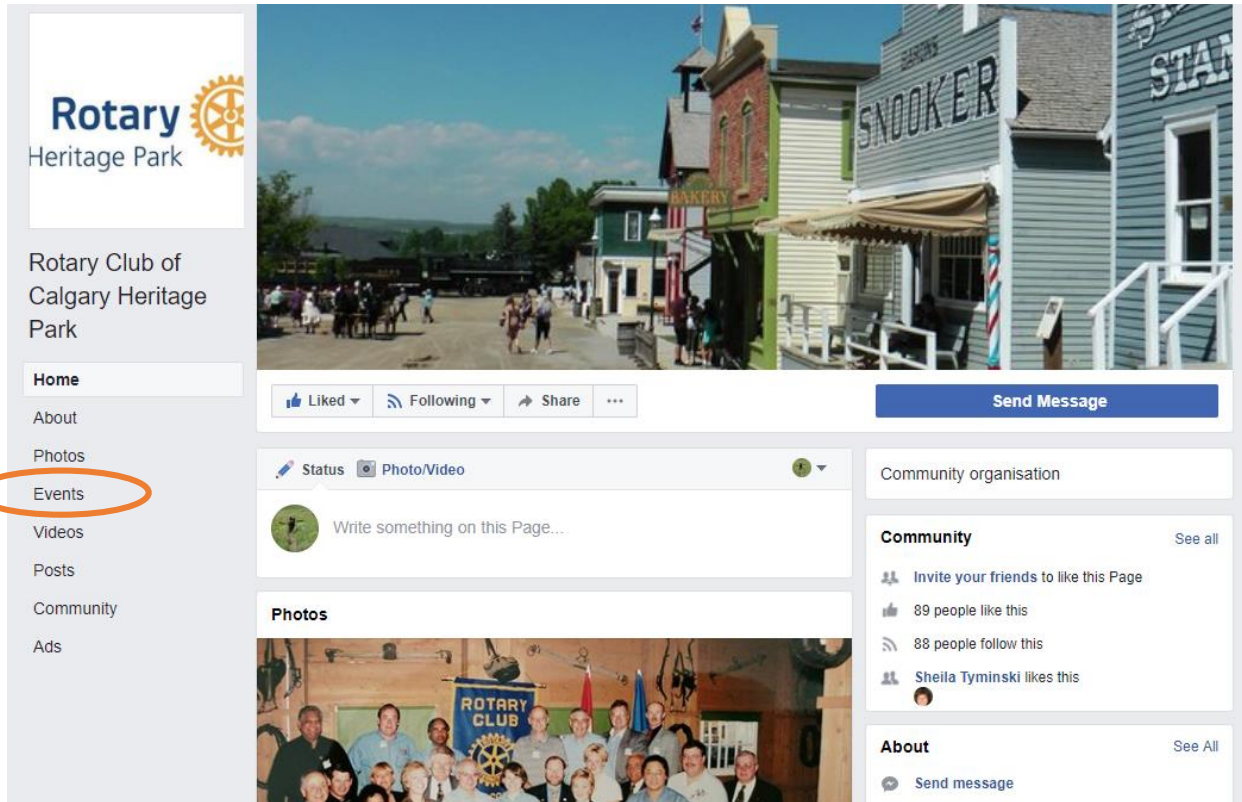 Rotary
Heritage Park
Rotary Club of
Calgary Heritage
Park
Home
About
Photos
Events
Videos
Posts
Community
Ads
BAKERY
SNOOKER
Liked
Following
Share
...
Send Message
Status
Photo/Video
Write something on this Page...
Photos
ROTARY
CLUB
Community organisation
Community
See all
Invite your friends to like this Page
89 people like this
88 people follow this
Sheila Tyminski likes this
About
See All
Send message